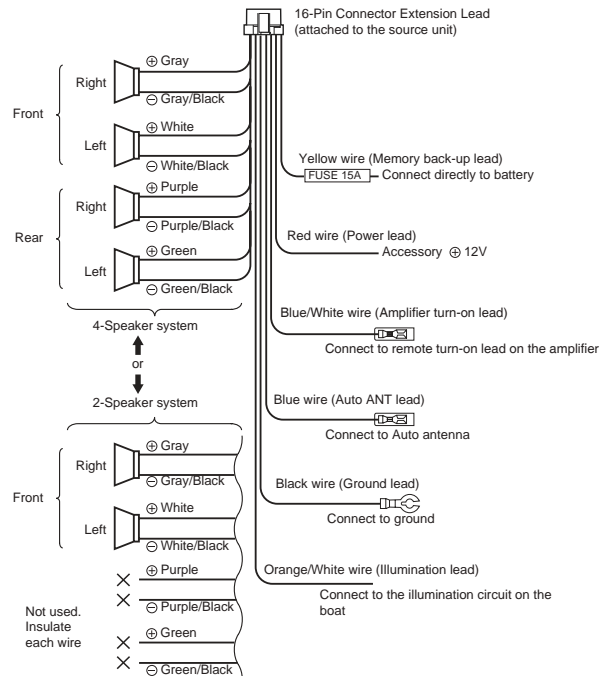 16-Pin Connector Extension Lead
(attached to the source unit)
Front
Right
⊕ Gray
⊖ Gray/Black
Left
⊕ White
⊖ White/Black
Rear
Right
⊕ Purple
⊖ Purple/Black
Left
⊕ Green
⊖ Green/Black
4-Speaker system
or
2-Speaker system
Front
Right
⊕ Gray
⊖ Gray/Black
Left
⊕ White
⊖ White/Black
⊕ Purple
⊖ Purple/Black
⊕ Green
⊖ Green/Black
Not used.
Insulate
each wire
Yellow wire (Memory back-up lead)
FUSE 15A
Connect directly to battery
Red wire (Power lead)
Accessory ⊕ 12V
Blue/White wire (Amplifier turn-on lead)
Connect to remote turn-on lead on the amplifier
Blue wire (Auto ANT lead)
Connect to Auto antenna
Black wire (Ground lead)
Connect to ground
Orange/White wire (Illumination lead)
Connect to the illumination circuit on the
boat